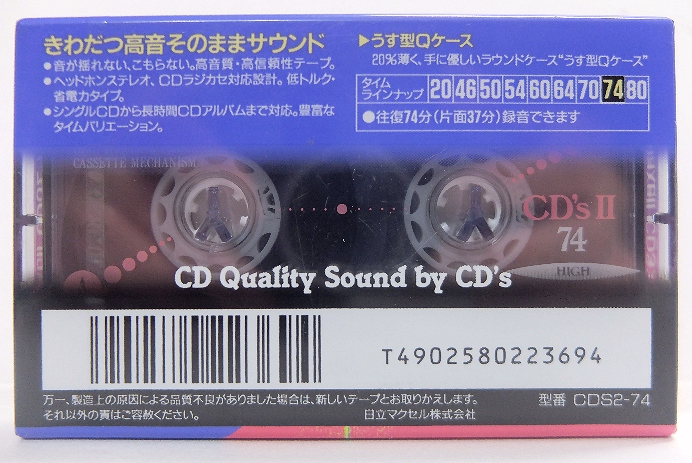 きわだつ高音そのままサウンド
●音が揺れない、こもらない。高音質・高信頼性テープ。
●ヘッドホンステレオ、CDラジカセ対応設計。低トルク・
省電力タイプ。
●シングルCDから長時間CDアルバムまで対応。豊富な
タイムバリエーション。
▶うす型Qケース
20%薄く、手に優しいラウンドケース“うす型Qケース”
タイム
ラインナップ 20 46 50 54 60 64 70 74 80
●往復74分(片面37分)録音できます
CASSETTE MECHANISM
CD'sII
74
HIGH
CD Quality Sound by CD's
T4902580223694
万一、製造上の原因による品質不良がありました場合は、新しいテープとお取りかえします。
それ以外の責はご容赦ください。
日立マクセル株式会社
型番 CDS2-74